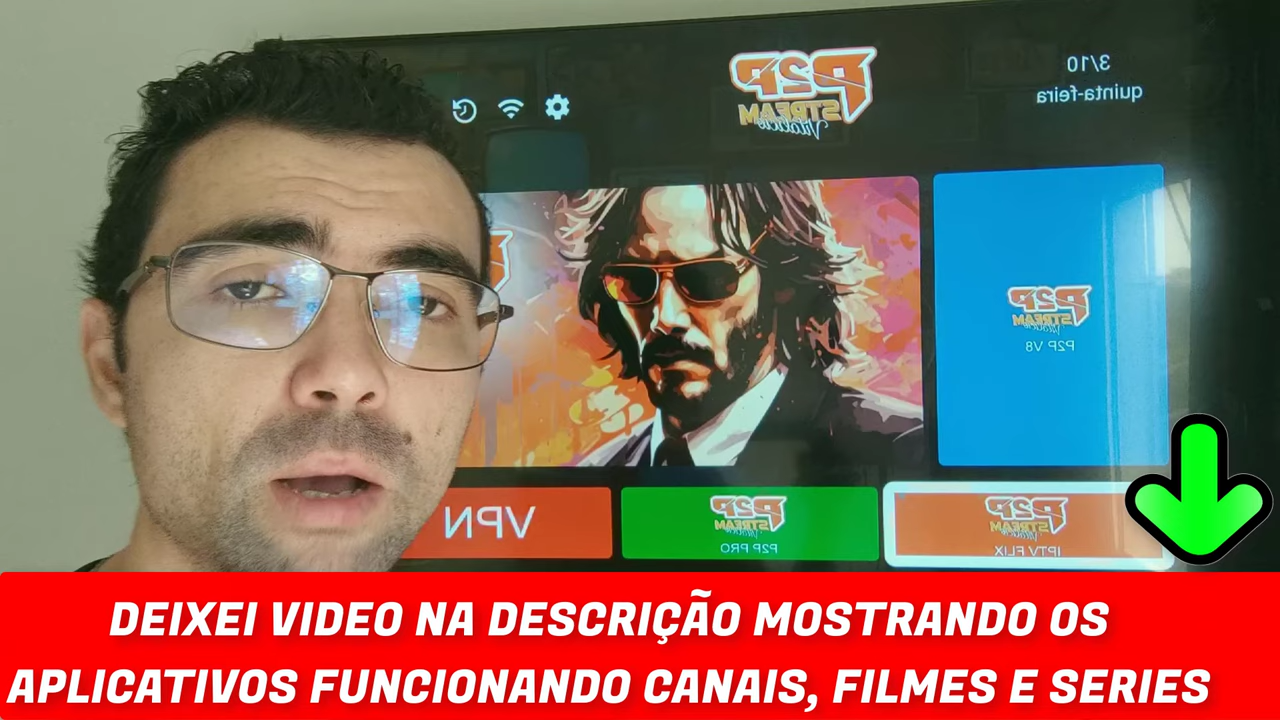 3/10
quinta-feira
P2P
STREAM
Vitalício
P2P
STREAM
P2P V8
VPN
P2P
STREAM
P2P PRO
P2P
STREAM
IPTV FLIX
DEIXEI VIDEO NA DESCRIÇÃO MOSTRANDO OS
APLICATIVOS FUNCIONANDO CANAIS, FILMES E SERIES